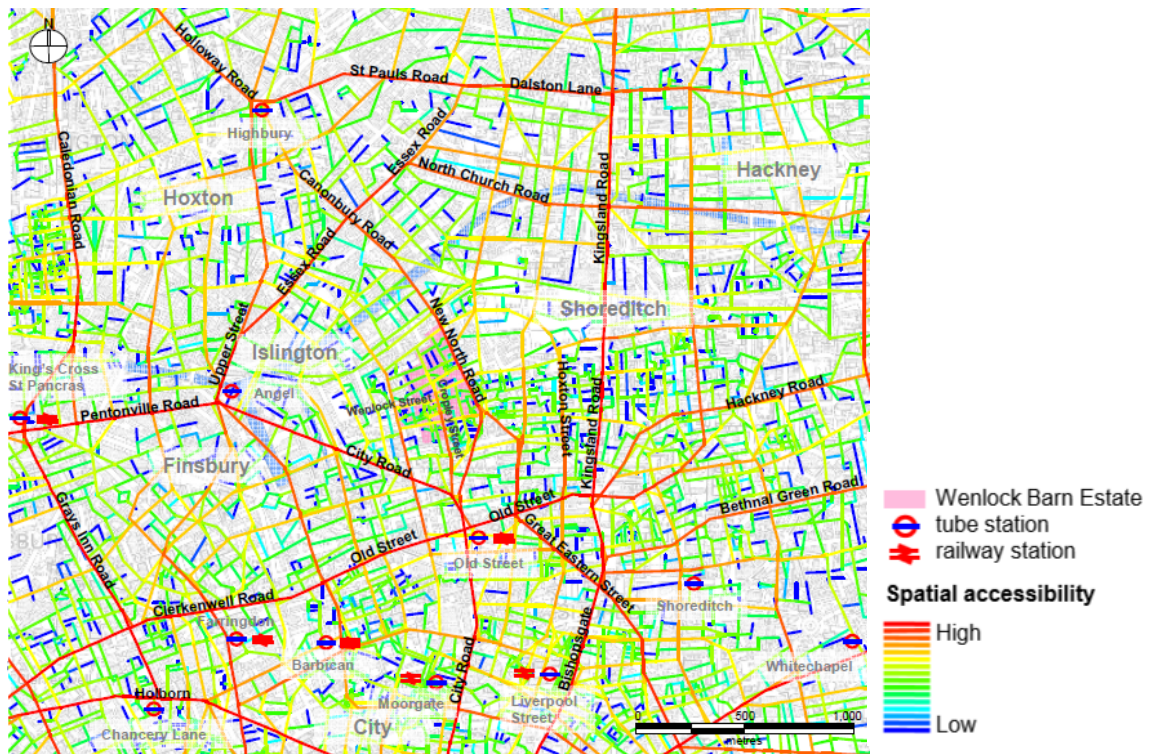 N
Holloway Road
St Pauls Road
Dalston Lane
Highbury
Essex Road
Caledonian Road
Hoxton
Canonbury Road
North Church Road
Kingsland Road
Hackney
Essex Road
New North Road
Shoreditch
Upper Street
Islington
King's Cross
St Pancras
Angel
Pentonville Road
Wenlock Street
Cropley Street
Hoxton Street
Kingsland Road
Hackney Road
Finsbury
City Road
Grays Inn Road
Old Street
Old Street
Great Eastern Street
Bethnal Green Road
Old Street
Clerkenwell Road
Farringdon
Barbican
Shoreditch
Whitechapel
Holborn
Chancery Lane
City
Moorgate
City Road
Liverpool
Street
Bishopsgate
0 500 1,000
metres
Wenlock Barn Estate
tube station
railway station
Spatial accessibility
High
Low